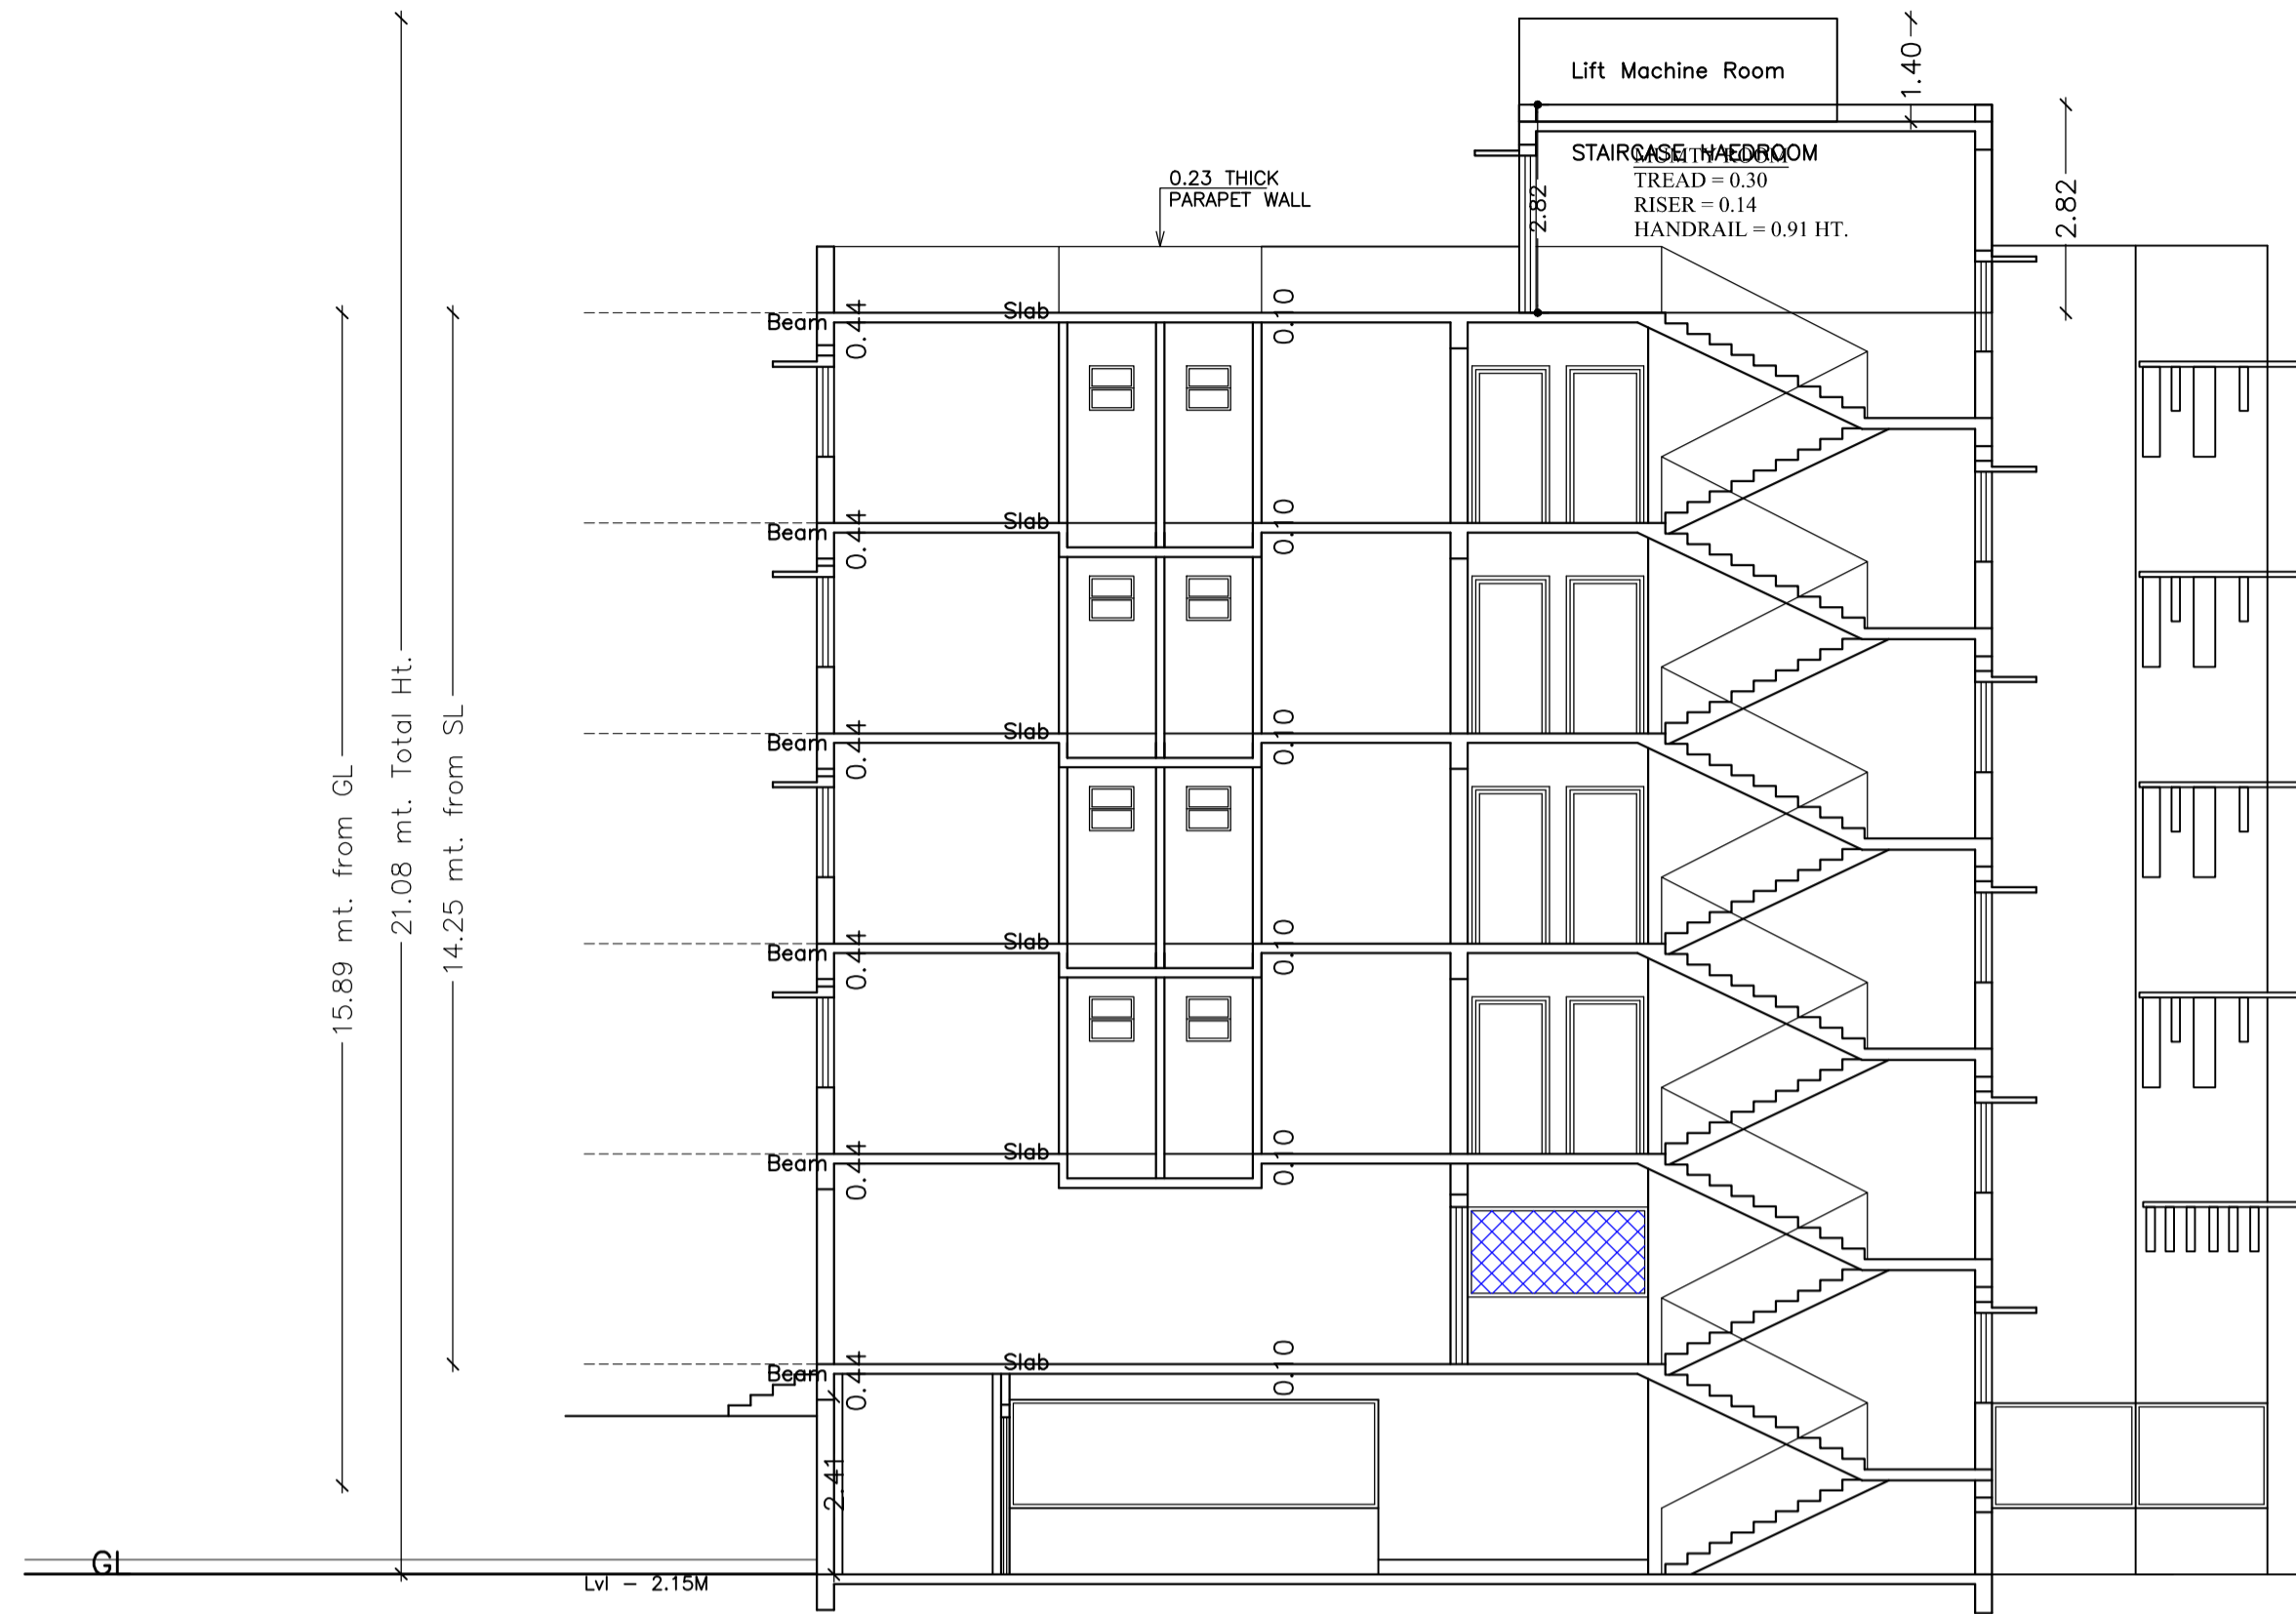 Lift Machine Room
1.40
STAIRCASE HAEDROOM
MUMTY ROOM
TREAD = 0.30
RISER = 0.14
HANDRAIL = 0.91 HT.
2.82
2.82
0.23 THICK
PARAPET WALL
Beam
0.44
Slab
0.10
Beam
0.44
Slab
0.10
Beam
0.44
Slab
0.10
Beam
0.44
Slab
0.10
Beam
0.44
Slab
0.10
Beam
0.44
Slab
0.10
15.89 mt. from GL
21.08 mt. Total Ht.
14.25 mt. from SL
2.41
GL
Lvl - 2.15M